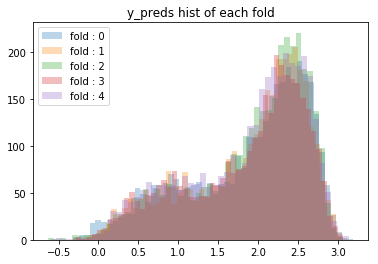 y_preds hist of each fold
fold : 0
fold : 1
fold : 2
fold : 3
fold : 4
200
150
100
50
0
−0.5 0.0 0.5 1.0 1.5 2.0 2.5 3.0